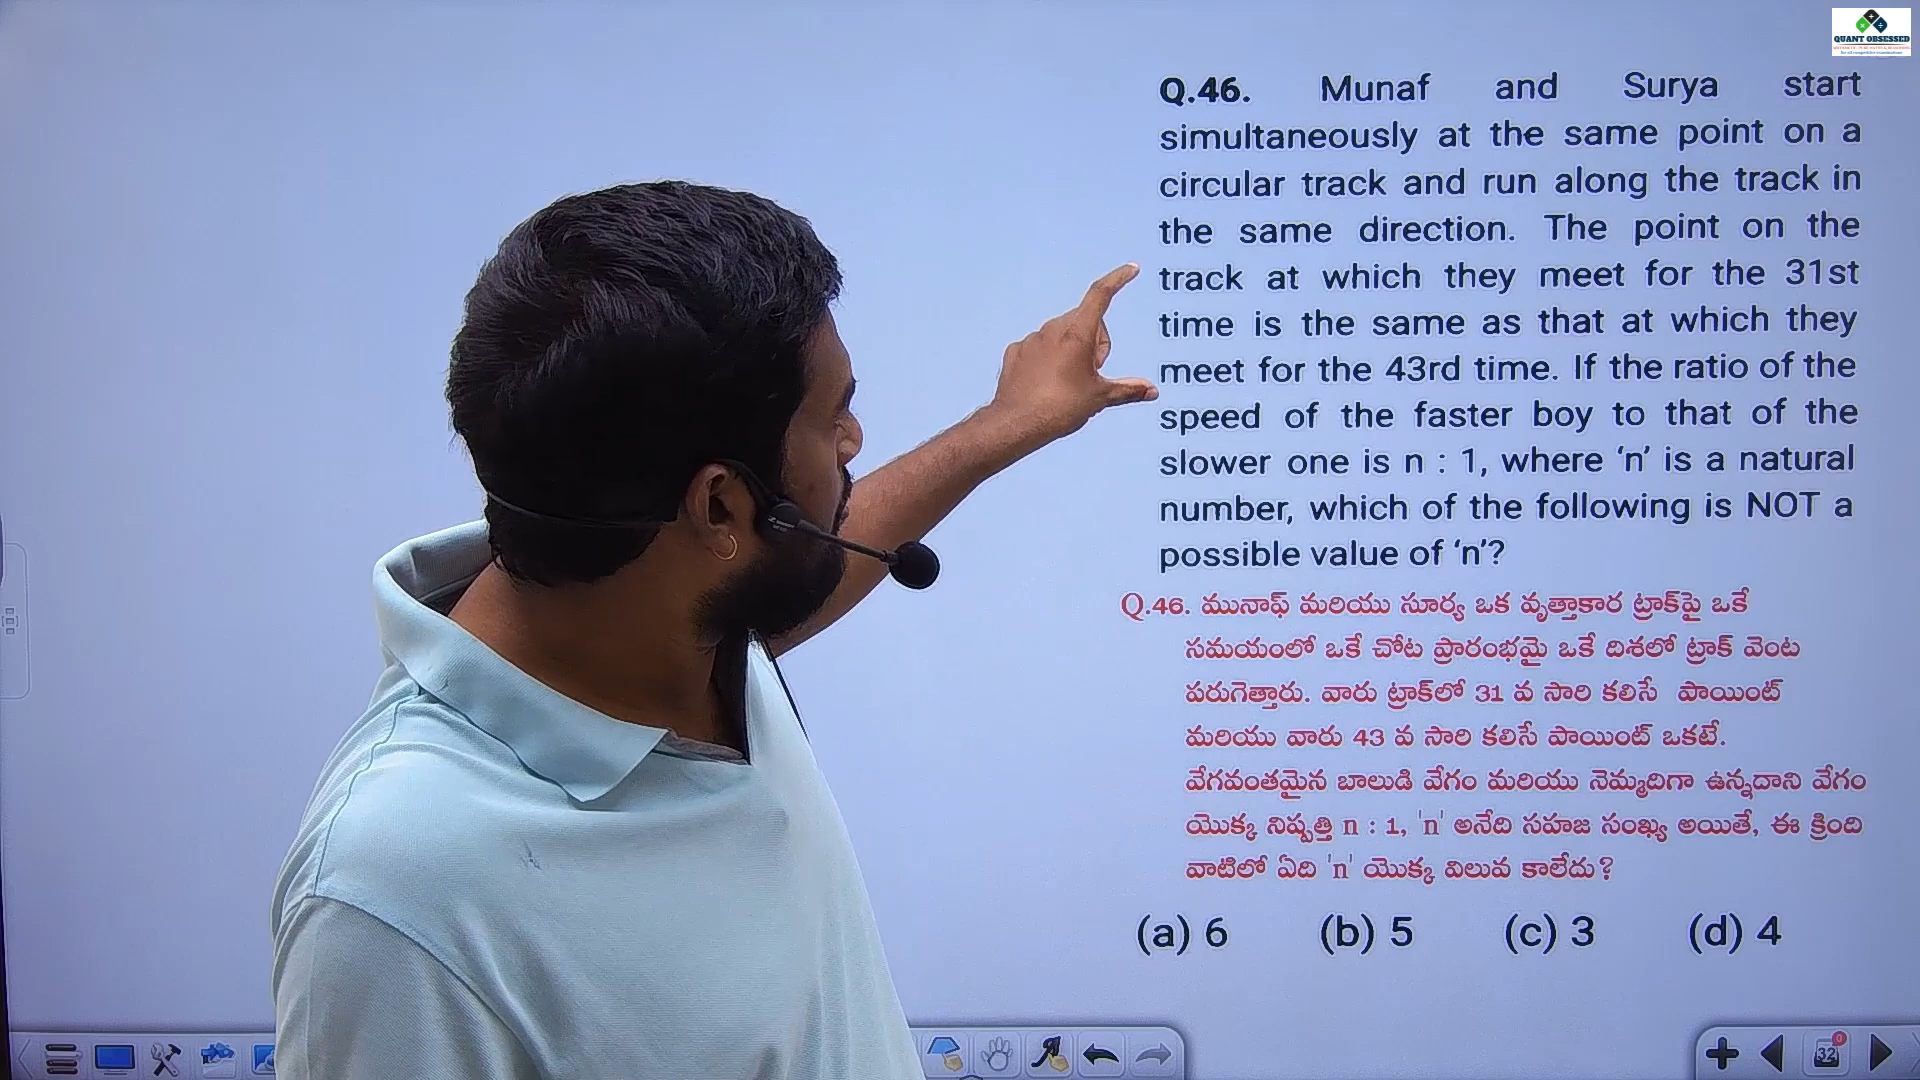 QUANT OBSESSED
Q.46. Munaf and Surya start
simultaneously at the same point on a
circular track and run along the track in
the same direction. The point on the
track at which they meet for the 31st
time is the same as that at which they
meet for the 43rd time. If the ratio of the
speed of the faster boy to that of the
slower one is n : 1, where ‘n’ is a natural
number, which of the following is NOT a
possible value of ‘n’?
Q.46. మునాఫ్ మరియు సూర్య ఒక వృత్తాకార ట్రాక్‌పై ఒకే
సమయంలో ఒకే చోట ప్రారంభమై ఒకే దిశలో ట్రాక్ వెంట
పరుగెత్తారు. వారు ట్రాక్‌లో 31 వ సారి కలిసే పాయింట్
మరియు వారు 43 వ సారి కలిసే పాయింట్ ఒకటే.
వేగవంతమైన బాలుడి వేగం మరియు నెమ్మదిగా ఉన్నదాని వేగం
యొక్క నిష్పత్తి n : 1, 'n' అనేది సహజ సంఖ్య అయితే, ఈ క్రింది
వాటిలో ఏది 'n' యొక్క విలువ కాలేదు?
(a) 6 (b) 5 (c) 3 (d) 4
32
0